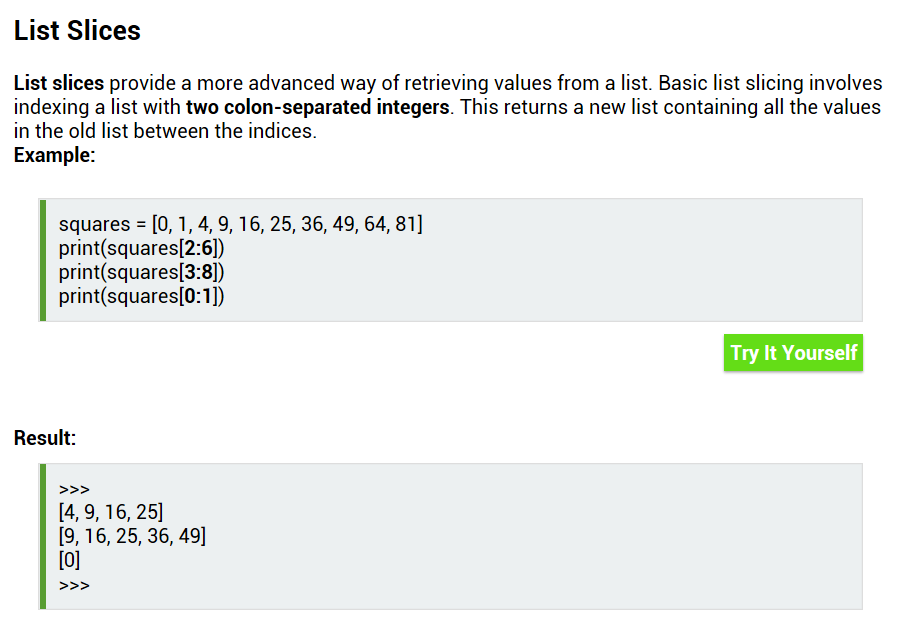 List Slices
List slices provide a more advanced way of retrieving values from a list. Basic list slicing involves
indexing a list with two colon-separated integers. This returns a new list containing all the values
in the old list between the indices.
Example:
squares = [0, 1, 4, 9, 16, 25, 36, 49, 64, 81]
print(squares[2:6])
print(squares[3:8])
print(squares[0:1])
Try It Yourself
Result:
>>>
[4, 9, 16, 25]
[9, 16, 25, 36, 49]
[0]
>>>